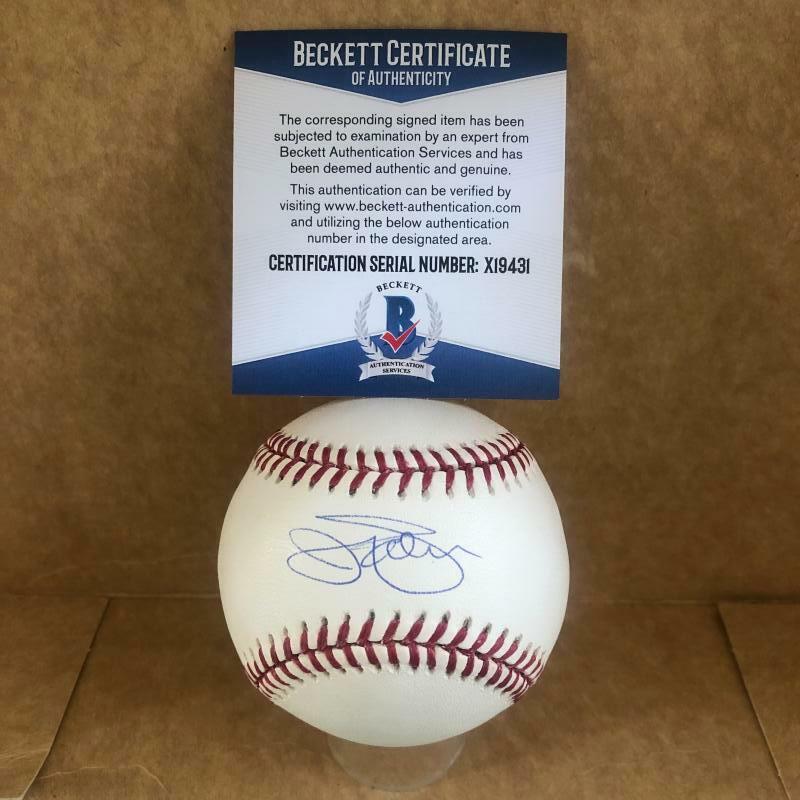 BECKETT CERTIFICATE
OF AUTHENTICITY
The corresponding signed item has been
subjected to examination by an expert from
Beckett Authentication Services and has
been deemed authentic and genuine.
This authentication can be verified by
visiting www.beckett-authentication.com
and utilizing the below authentication
number in the designated area.
CERTIFICATION SERIAL NUMBER: X19431
BECKETT
B
AUTHENTICATION
SERVICES